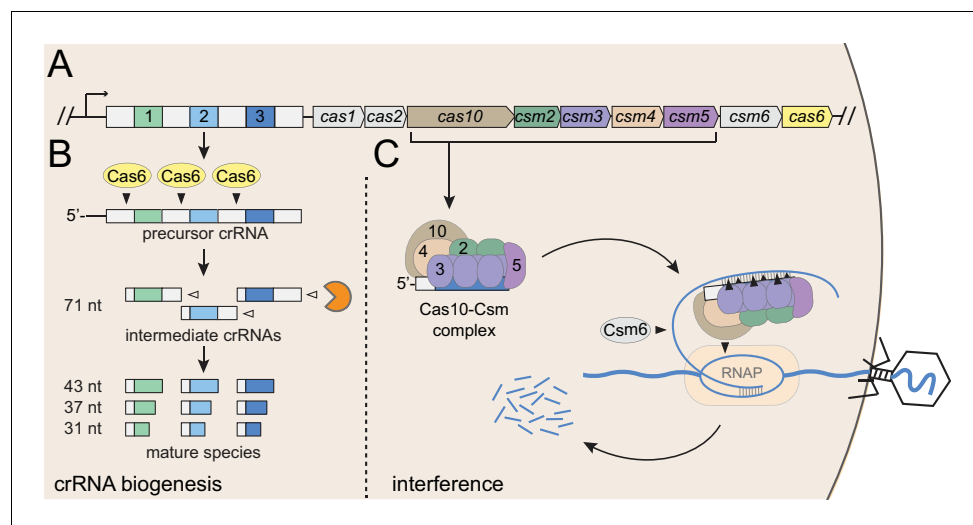 A
1 2 3 cas1 cas2 cas10 csm2 csm3 csm4 csm5 csm6 cas6
B
Cas6 Cas6 Cas6
5'-
precursor crRNA
71 nt
intermediate crRNAs
43 nt
37 nt
31 nt
mature species
crRNA biogenesis
C
10
4 2
3 5
5'-
Cas10-Csm
complex
Csm6
RNAP
interference